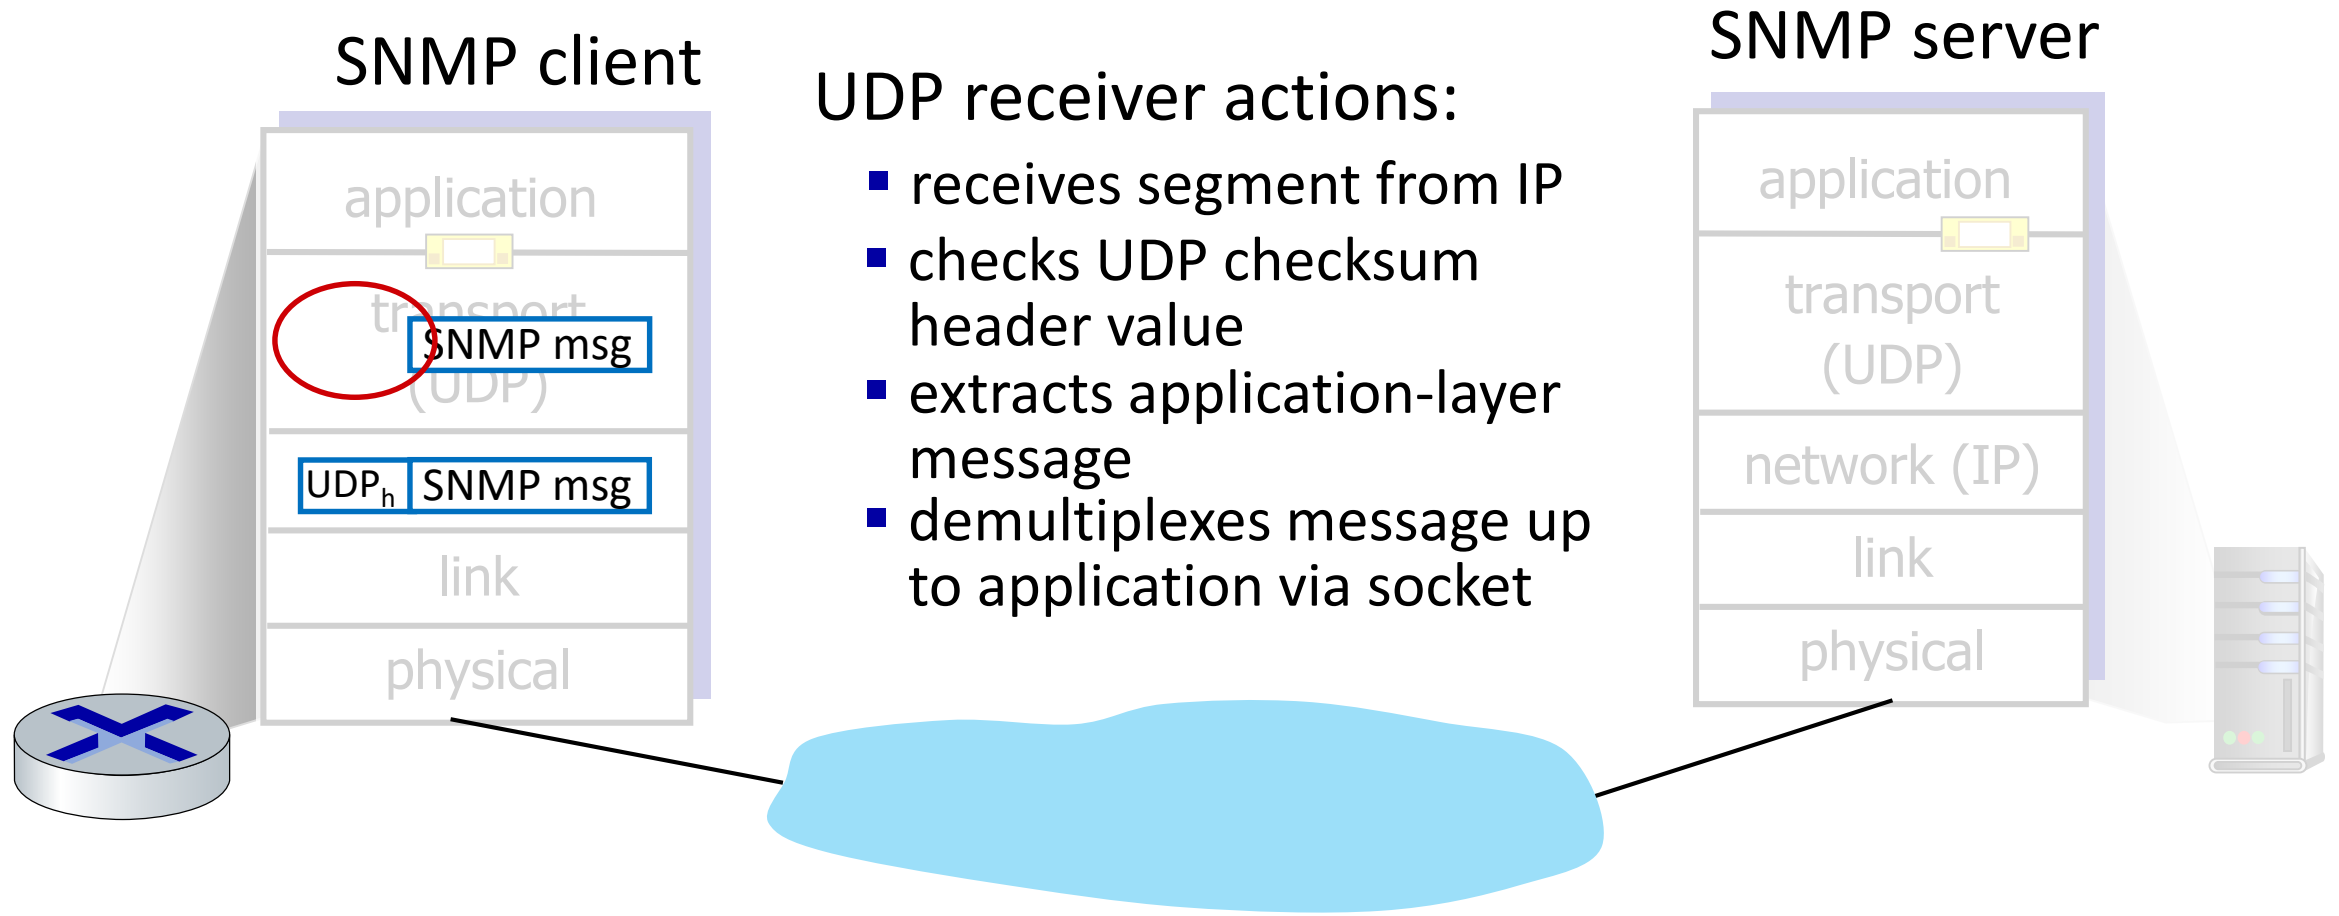 SNMP client
application
transport
SNMP msg
(UDP)
UDPh SNMP msg
link
physical
UDP receiver actions:
receives segment from IP
checks UDP checksum
header value
extracts application-layer
message
demultiplexes message up
to application via socket
SNMP server
application
transport
(UDP)
network (IP)
link
physical